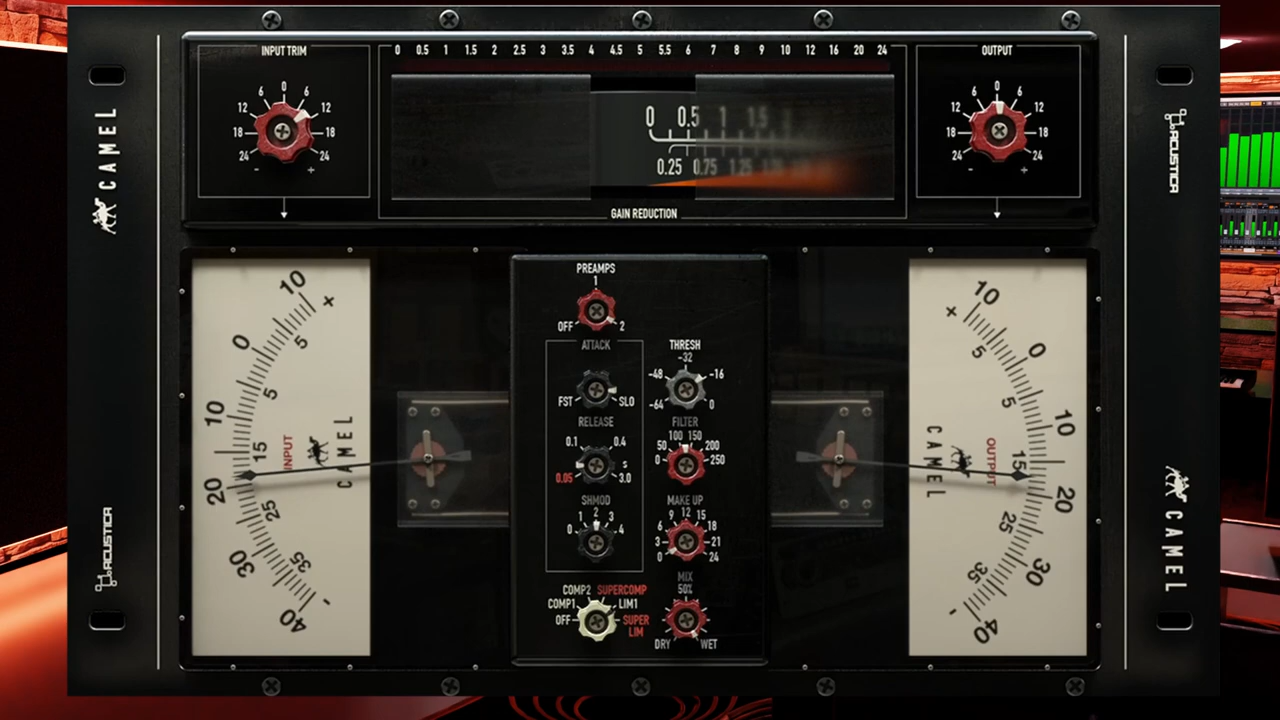 INPUT TRIM
0
6 6
12 12
18 18
24 24
- +
0 0.5 1 1.5 2 2.5 3 3.5 4 4.5 5 5.5 6 7 8 9 10 12 16 20 24
0 0.5 1 1.5
0.25 0.75 1.25
GAIN REDUCTION
OUTPUT
0
6 6
12 12
18 18
24 24
- +
CAMEL
ACUSTICA
ACUSTICA
CAMEL
10
+
5
0
5
10
15
20
25
30
35
40
-
INPUT
CAMEL
PREAMPS
1
OFF 2
ATTACK
FST SLO
RELEASE
0.1 0.4
s
0.05 3.0
SHMOD
0 1 2 3 4
THRESH
-32
-48 -16
-64 0
FILTER
100 150
50 200
0 250
MAKE UP
9 12 15
6 18
3 21
0 24
COMP2 SUPERCOMP
COMP1 LIM1
OFF SUPER
LIM
MIX
50%
DRY WET
10
+
5
0
5
10
15
20
25
30
35
40
-
OUTPUT
CAMEL